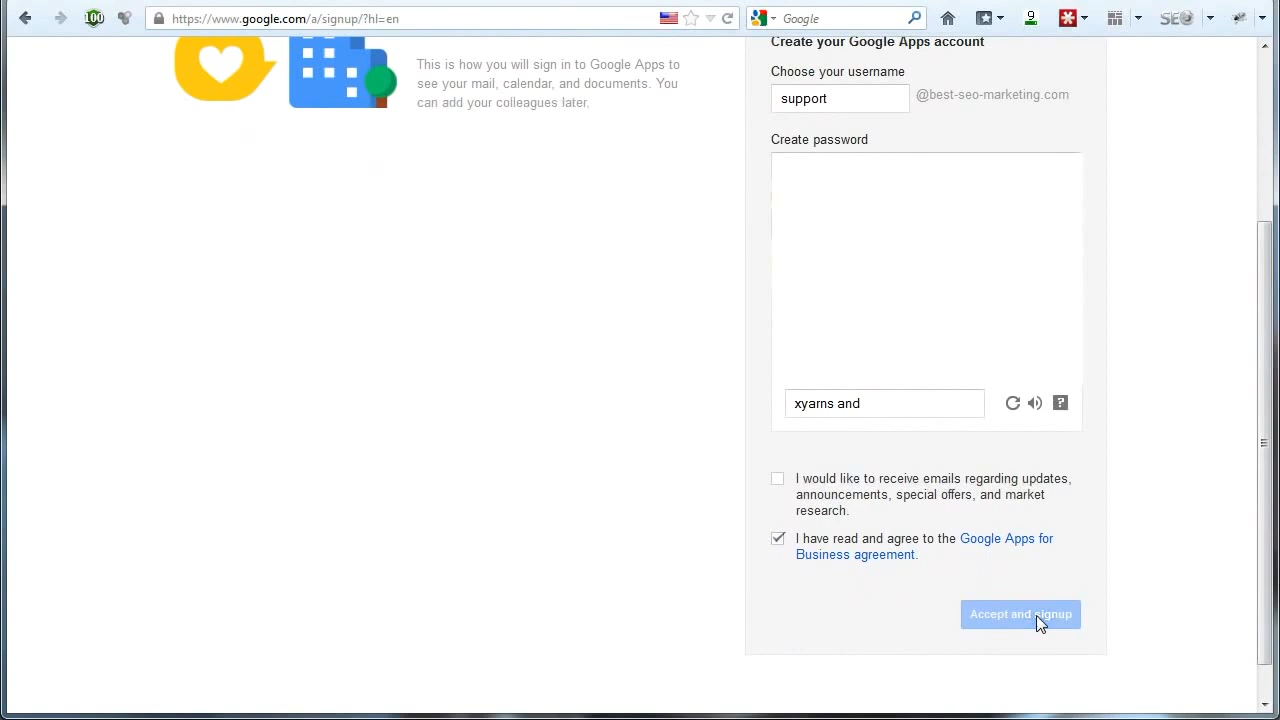 https://www.google.com/a/signup/?hl=en
Google
SEO
100
Create your Google Apps account
This is how you will sign in to Google Apps to
see your mail, calendar, and documents. You
can add your colleagues later.
Choose your username
support
@best-seo-marketing.com
Create password
xyarns and
?
I would like to receive emails regarding updates,
announcements, special offers, and market
research.
I have read and agree to the Google Apps for
Business agreement.
Accept and signup